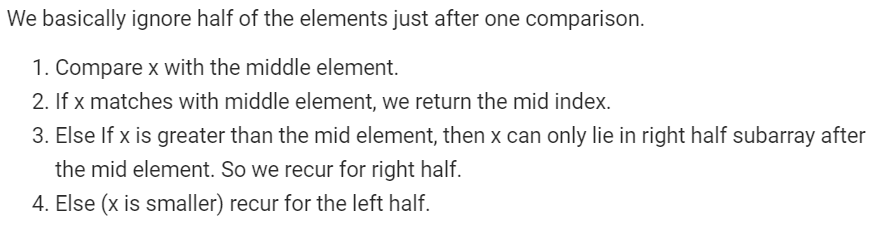 We basically ignore half of the elements just after one comparison.
1. Compare x with the middle element.
2. If x matches with middle element, we return the mid index.
3. Else If x is greater than the mid element, then x can only lie in right half subarray after
the mid element. So we recur for right half.
4. Else (x is smaller) recur for the left half.